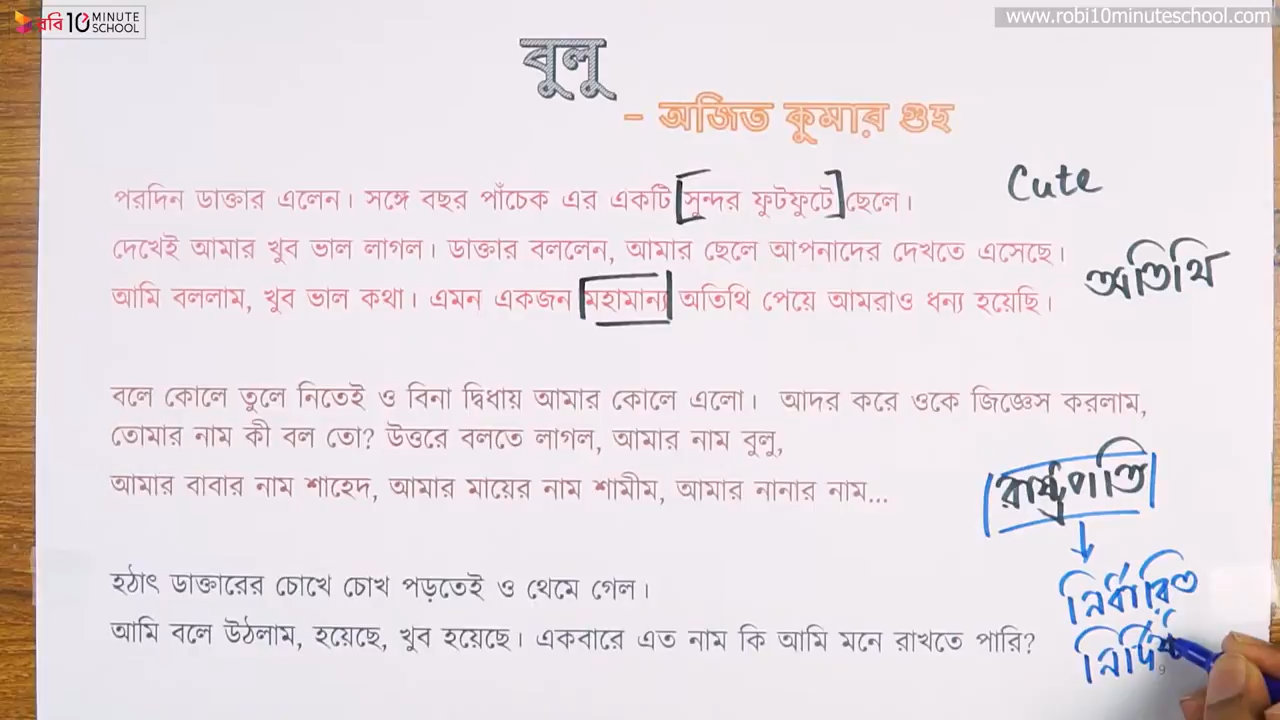 রবি 10 MINUTE SCHOOL
www.robi10minuteschool.com
বুলু
- অজিত কুমার গুহ
পরদিন ডাক্তার এলেন। সঙ্গে বছর পাঁচেক এর একটি [সুন্দর ফুটফুটে] ছেলে।
Cute
দেখেই আমার খুব ভাল লাগল। ডাক্তার বললেন, আমার ছেলে আপনাদের দেখতে এসেছে।
অতিথি
আমি বললাম, খুব ভাল কথা। এমন একজন মহামান্য অতিথি পেয়ে আমরাও ধন্য হয়েছি।
বলে কোলে তুলে নিতেই ও বিনা দ্বিধায় আমার কোলে এলো। আদর করে ওকে জিজ্ঞেস করলাম,
তোমার নাম কী বল তো? উত্তরে বলতে লাগল, আমার নাম বুলু,
আমার বাবার নাম শাহেদ, আমার মায়ের নাম শামীম, আমার নানার নাম...
রাষ্ট্রপতি
হঠাৎ ডাক্তারের চোখে চোখ পড়তেই ও থেমে গেল।
নির্ধারিত
আমি বলে উঠলাম, হয়েছে, খুব হয়েছে। একবারে এত নাম কি আমি মনে রাখতে পারি?
9